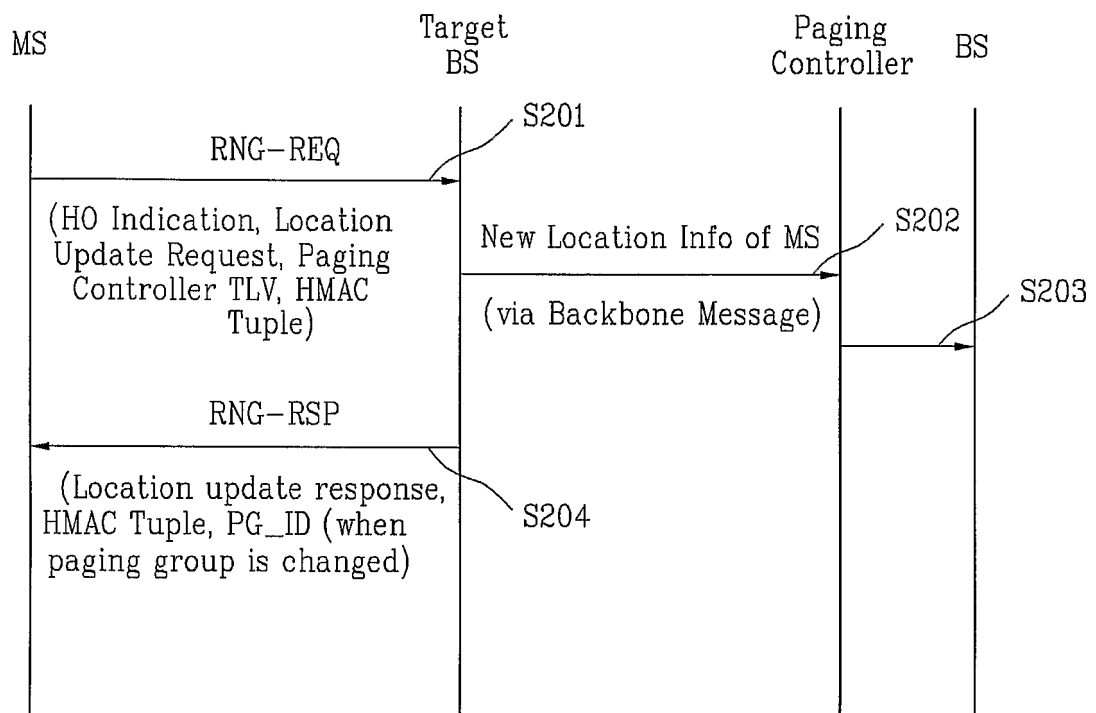 MS
Target
BS
Paging
Controller
BS
S201
RNG-REQ
(HO Indication, Location
Update Request, Paging
Controller TLV, HMAC
Tuple)
New Location Info of MS
S202
(via Backbone Message)
S203
RNG-RSP
(Location update response,
HMAC Tuple, PG_ID (when
paging group is changed)
S204